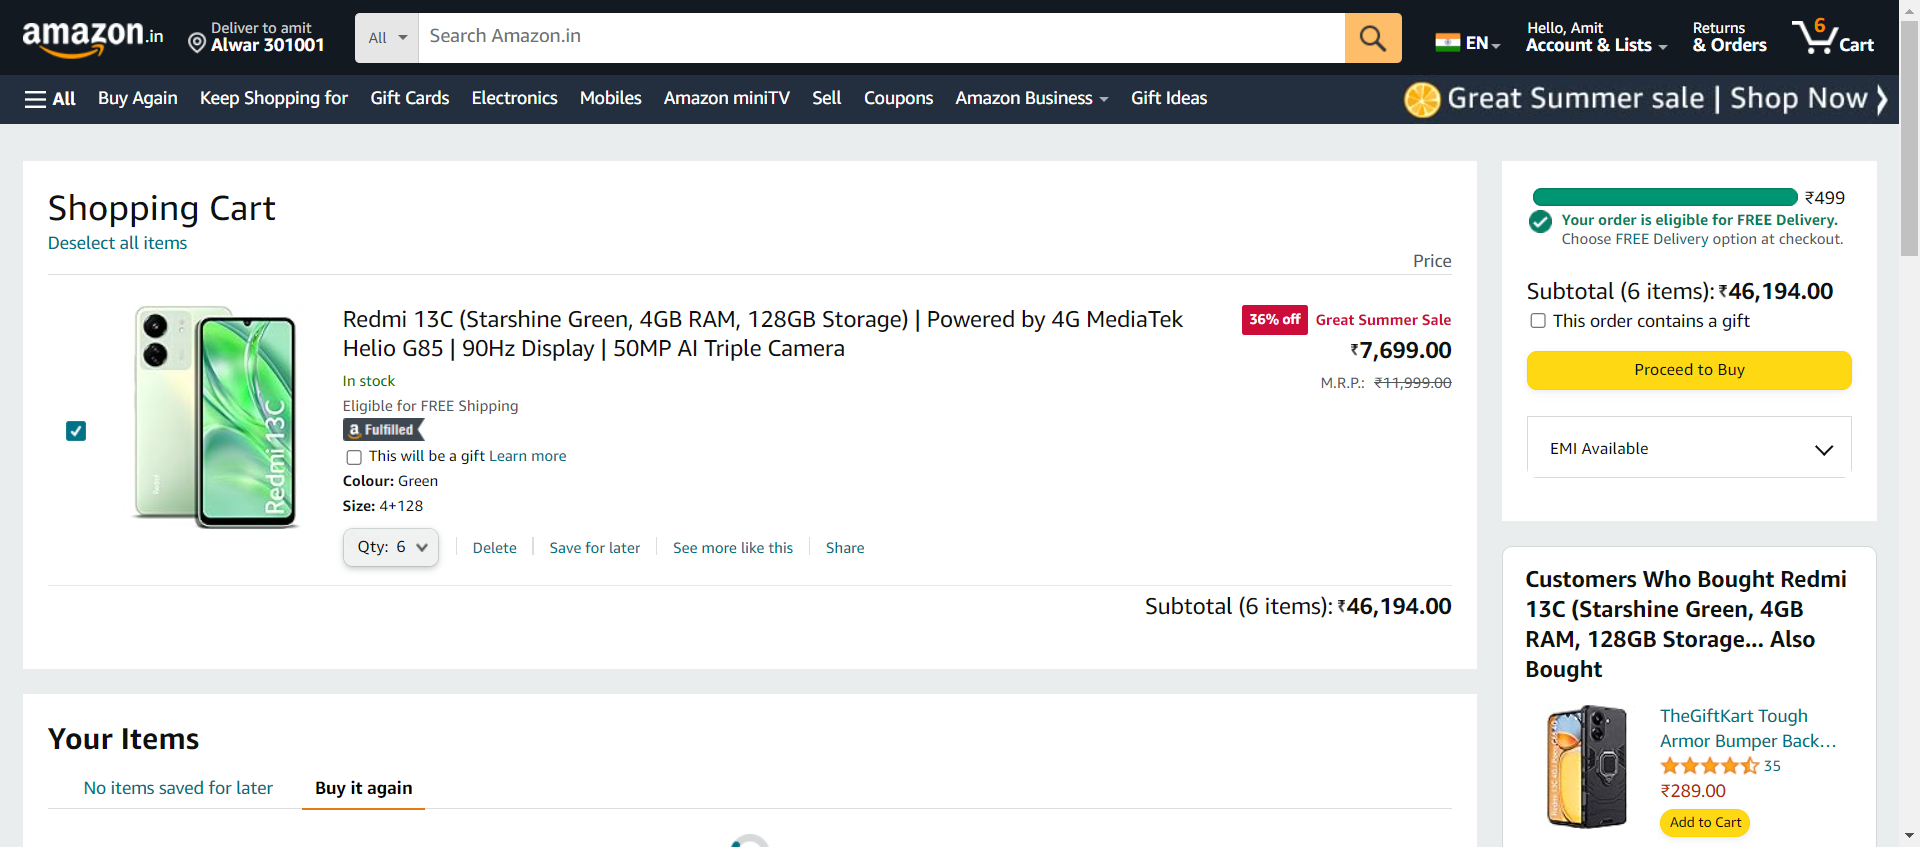 amazon.in
Deliver to amit
Alwar 301001
All
Search Amazon.in
EN
Hello, Amit
Account & Lists
Returns
& Orders
6
Cart
All
Buy Again
Keep Shopping for
Gift Cards
Electronics
Mobiles
Amazon miniTV
Sell
Coupons
Amazon Business
Gift Ideas
Great Summer sale | Shop Now
Shopping Cart
Deselect all items
Price
Redmi 13C (Starshine Green, 4GB RAM, 128GB Storage) | Powered by 4G MediaTek
Helio G85 | 90Hz Display | 50MP AI Triple Camera
In stock
Eligible for FREE Shipping
a Fulfilled
This will be a gift Learn more
Colour: Green
Size: 4+128
Qty: 6
Delete
Save for later
See more like this
Share
36% off
Great Summer Sale
₹7,699.00
M.R.P.: ₹11,999.00
Redmi 13C
Redmi
Subtotal (6 items): ₹46,194.00
Your Items
No items saved for later
Buy it again
₹499
Your order is eligible for FREE Delivery.
Choose FREE Delivery option at checkout.
Subtotal (6 items): ₹46,194.00
This order contains a gift
Proceed to Buy
EMI Available
Customers Who Bought Redmi
13C (Starshine Green, 4GB
RAM, 128GB Storage... Also
Bought
TheGiftKart Tough
Armor Bumper Back…
35
₹289.00
Add to Cart